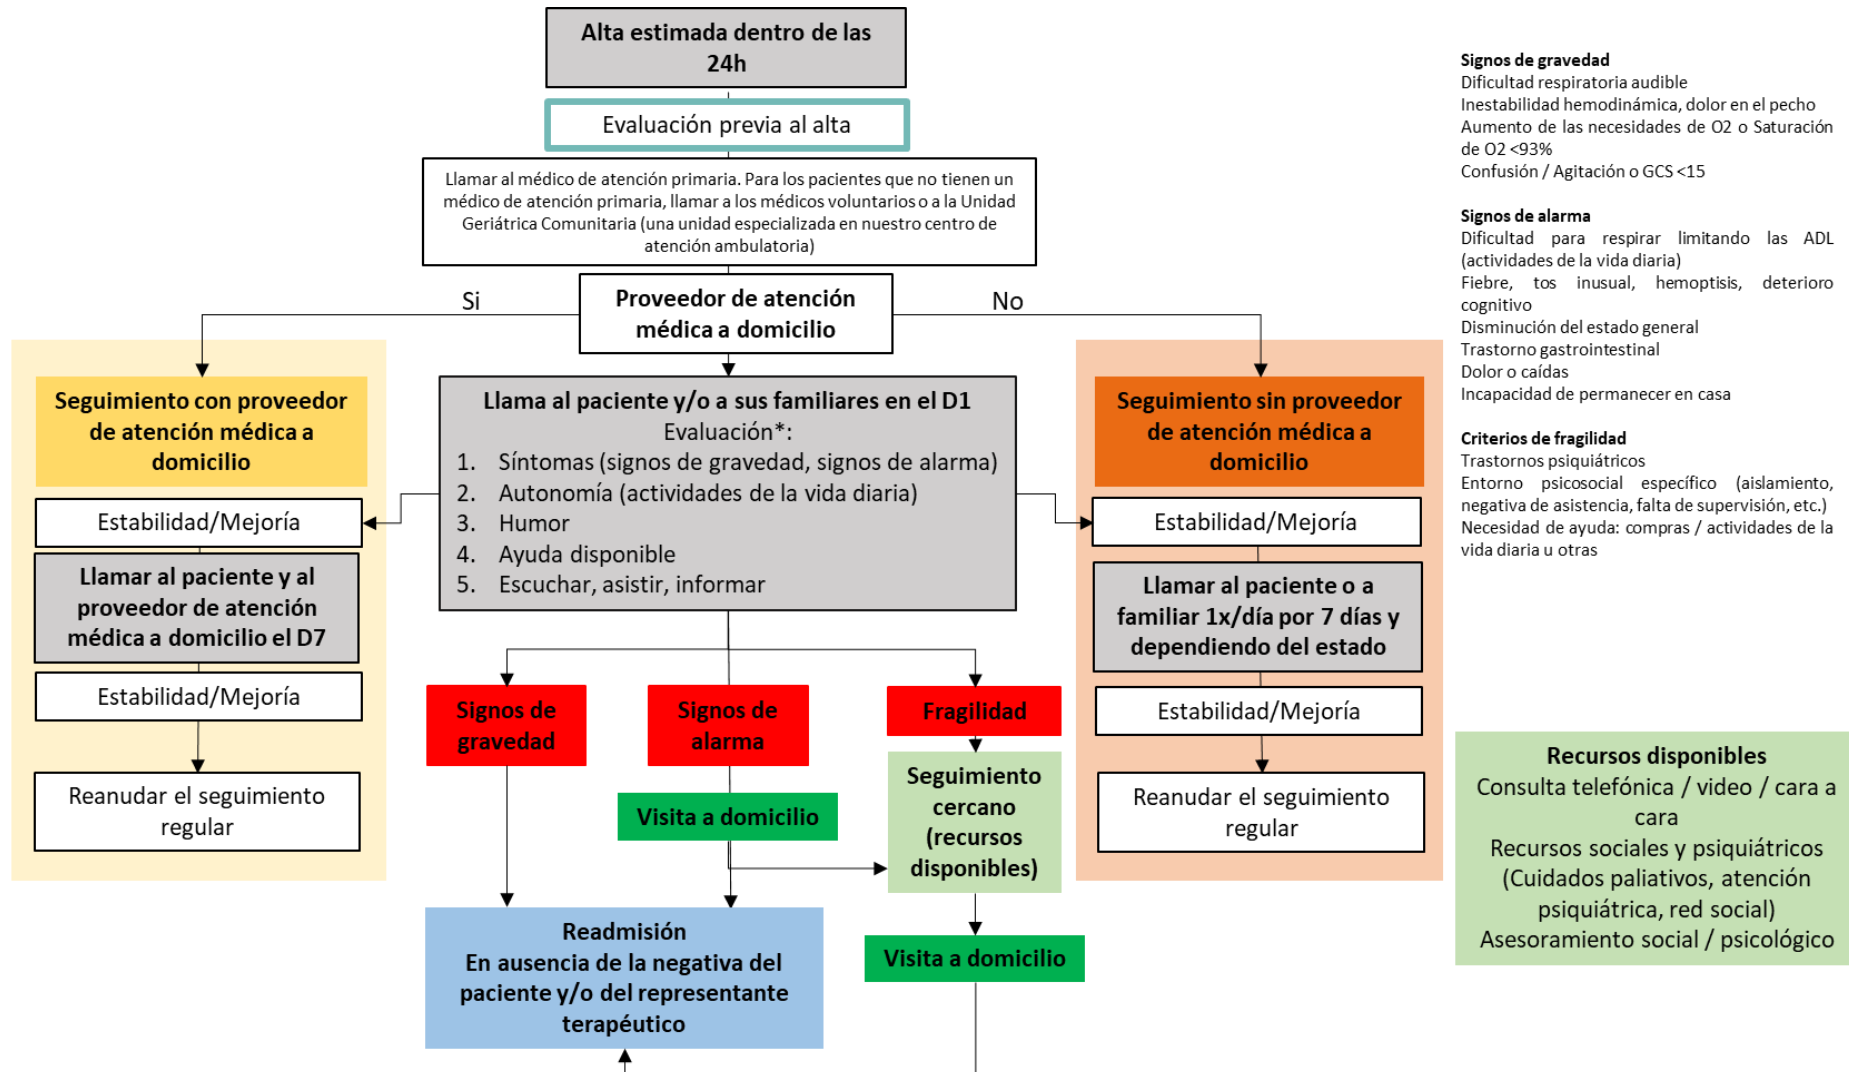 Alta estimada dentro de las
24h
Evaluación previa al alta
Llamar al médico de atención primaria. Para los pacientes que no tienen un
médico de atención primaria, llamar a los médicos voluntarios o a la Unidad
Geriátrica Comunitaria (una unidad especializada en nuestro centro de
atención ambulatoria)
Si
Proveedor de atención
médica a domicilio
No
Seguimiento con proveedor
de atención médica a
domicilio
Estabilidad/Mejoría
Llamar al paciente y al
proveedor de atención
médica a domicilio el D7
Estabilidad/Mejoría
Reanudar el seguimiento
regular
Llama al paciente y/o a sus familiares en el D1
Evaluación*:
1. Síntomas (signos de gravedad, signos de alarma)
2. Autonomía (actividades de la vida diaria)
3. Humor
4. Ayuda disponible
5. Escuchar, asistir, informar
Signos de
gravedad
Signos de
alarma
Fragilidad
Visita a domicilio
Seguimiento
cercano
(recursos
disponibles)
Visita a domicilio
Readmisión
En ausencia de la negativa del
paciente y/o del representante
terapéutico
Seguimiento sin proveedor
de atención médica a
domicilio
Estabilidad/Mejoría
Llamar al paciente o a
familiar 1x/día por 7 días y
dependiendo del estado
Estabilidad/Mejoría
Reanudar el seguimiento
regular
Signos de gravedad
Dificultad respiratoria audible
Inestabilidad hemodinámica, dolor en el pecho
Aumento de las necesidades de O2 o Saturación
de O2 <93%
Confusión / Agitación o GCS <15
Signos de alarma
Dificultad para respirar limitando las ADL
(actividades de la vida diaria)
Fiebre, tos inusual, hemoptisis, deterioro
cognitivo
Disminución del estado general
Trastorno gastrointestinal
Dolor o caídas
Incapacidad de permanecer en casa
Criterios de fragilidad
Trastornos psiquiátricos
Entorno psicosocial específico (aislamiento,
negativa de asistencia, falta de supervisión, etc.)
Necesidad de ayuda: compras / actividades de la
vida diaria u otras
Recursos disponibles
Consulta telefónica / video / cara a
cara
Recursos sociales y psiquiátricos
(Cuidados paliativos, atención
psiquiátrica, red social)
Asesoramiento social / psicológico